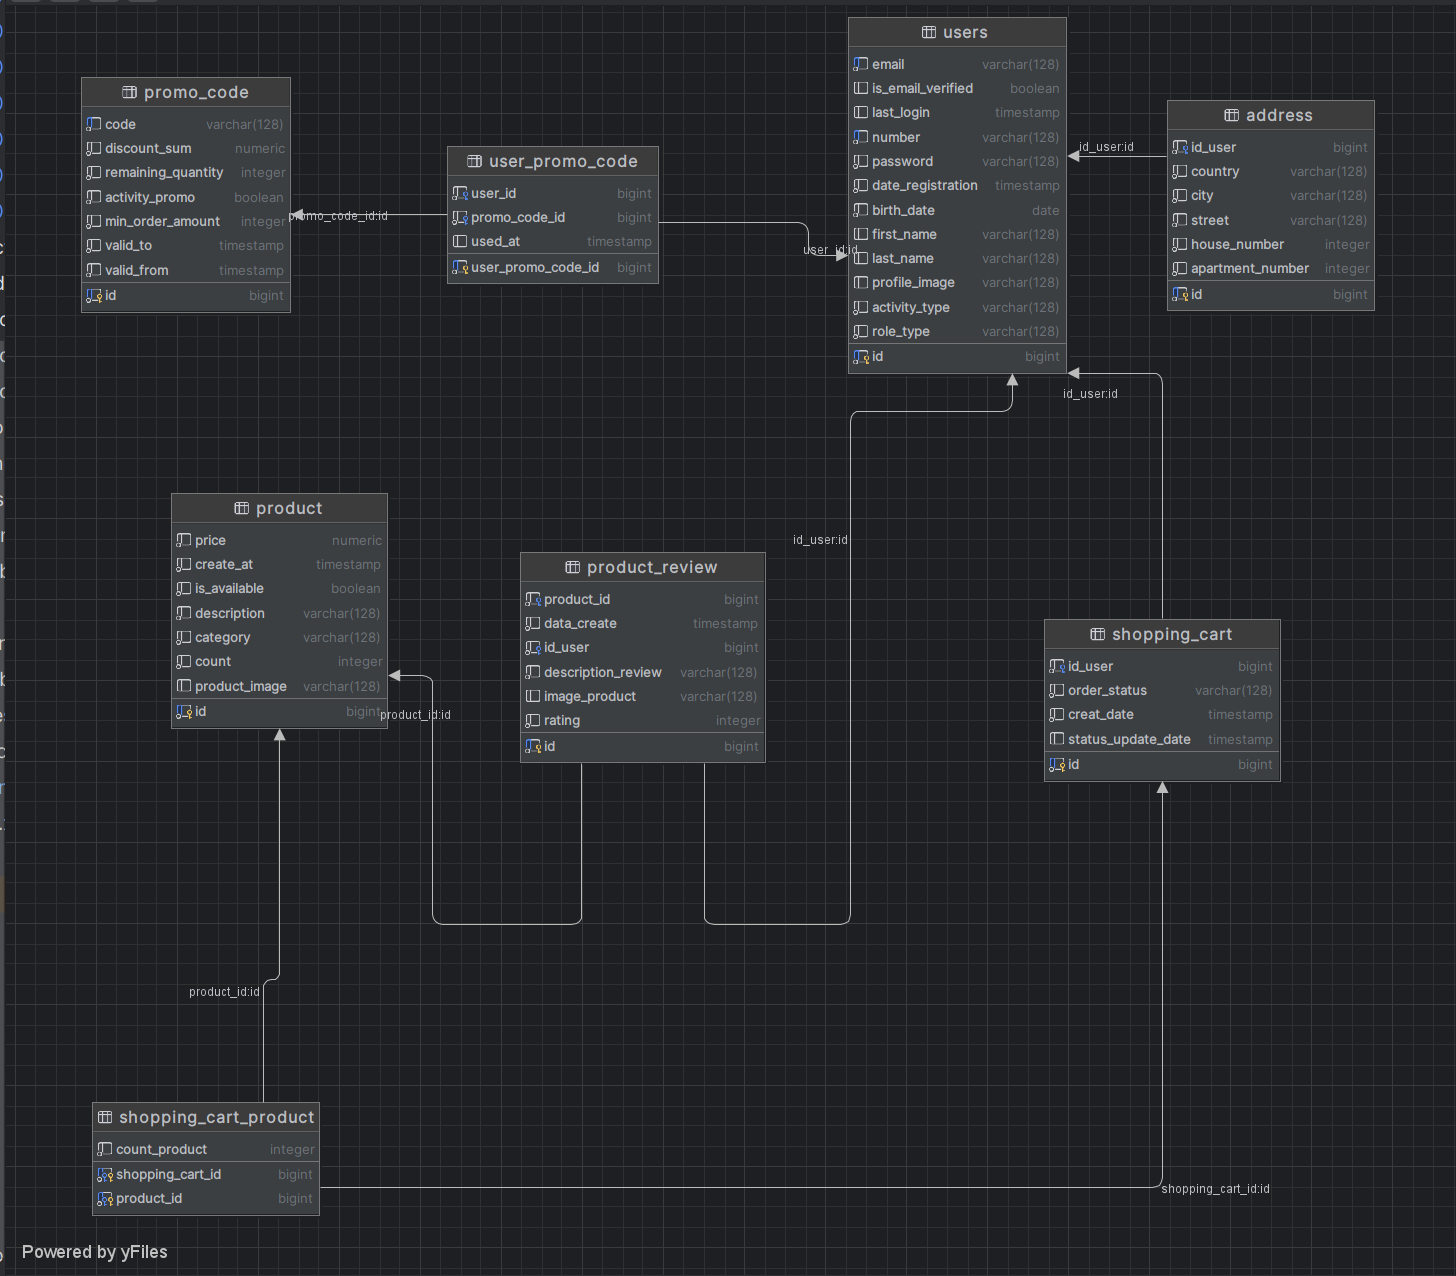 users
email varchar(128)
is_email_verified boolean
last_login timestamp
number varchar(128)
password varchar(128)
date_registration timestamp
birth_date date
first_name varchar(128)
last_name varchar(128)
profile_image varchar(128)
activity_type varchar(128)
role_type varchar(128)
id bigint
promo_code
code varchar(128)
discount_sum numeric
remaining_quantity integer
activity_promo boolean
min_order_amount integer
valid_to timestamp
valid_from timestamp
id bigint
address
id_user bigint
country varchar(128)
city varchar(128)
street varchar(128)
house_number integer
apartment_number integer
id bigint
id_user:id
user_promo_code
user_id bigint
promo_code_id bigint
used_at timestamp
user_promo_code_id bigint
promo_code_id:id
user_id:id
id_user:id
product
price numeric
create_at timestamp
is_available boolean
description varchar(128)
category varchar(128)
count integer
product_image varchar(128)
id bigint
product_id:id
id_user:id
product_review
product_id bigint
data_create timestamp
id_user bigint
description_review varchar(128)
image_product varchar(128)
rating integer
id bigint
shopping_cart
id_user bigint
order_status varchar(128)
creat_date timestamp
status_update_date timestamp
id bigint
product_id:id
shopping_cart_product
count_product integer
shopping_cart_id bigint
product_id bigint
shopping_cart_id:id
Powered by yFiles